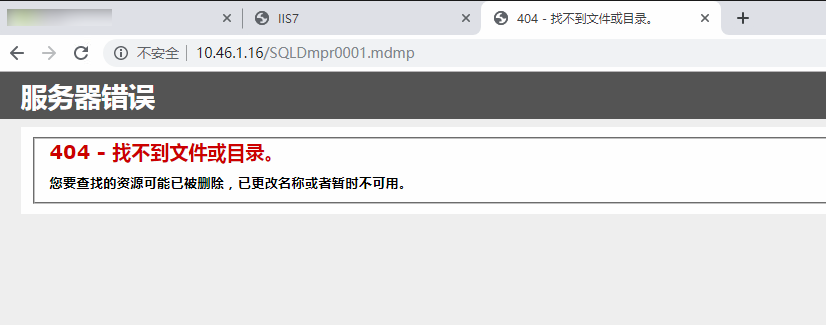 IIS7
404 - 找不到文件或目录。
不安全 10.46.1.16/SQLDmpr0001.mdmp
服务器错误
404 - 找不到文件或目录。
您要查找的资源可能已被删除，已更改名称或者暂时不可用。